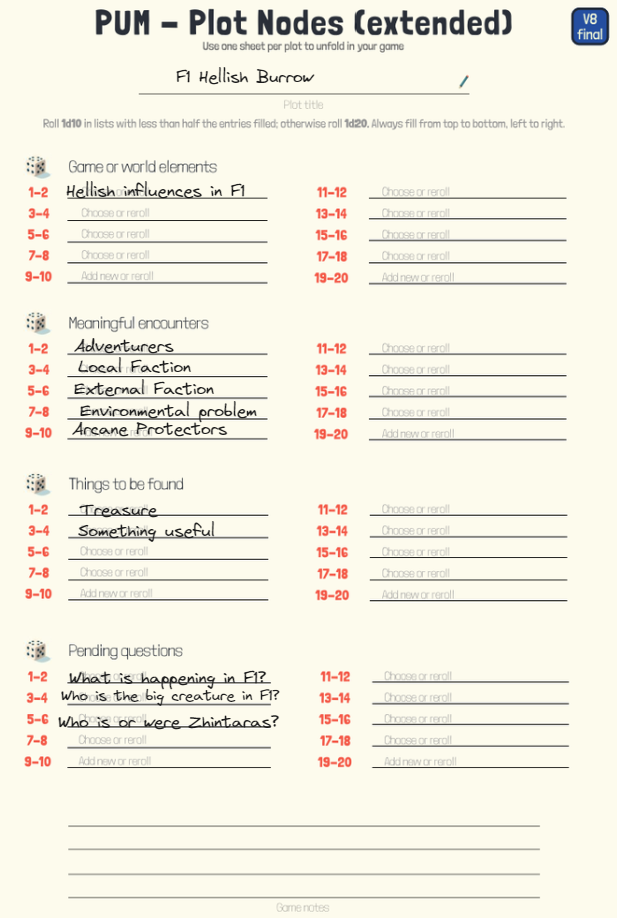 PUM – Plot Nodes (extended)
V8
final
Use one sheet per plot to unfold in your game
F1 Hellish Burrow
Plot title
Roll 1d10 in lists with less than half the entries filled; otherwise roll 1d20. Always fill from top to bottom, left to right.
Game or world elements
1-2 Hellish influences in F1
3-4 Choose or reroll
5-6 Choose or reroll
7-8 Choose or reroll
9-10 Add new or reroll
11-12 Choose or reroll
13-14 Choose or reroll
15-16 Choose or reroll
17-18 Choose or reroll
19-20 Add new or reroll
Meaningful encounters
1-2 Adventurers
3-4 Local Faction
5-6 External Faction
7-8 Environmental problem
9-10 Arcane Protectors
11-12 Choose or reroll
13-14 Choose or reroll
15-16 Choose or reroll
17-18 Choose or reroll
19-20 Add new or reroll
Things to be found
1-2 Treasure
3-4 Something useful
5-6 Choose or reroll
7-8 Choose or reroll
9-10 Add new or reroll
11-12 Choose or reroll
13-14 Choose or reroll
15-16 Choose or reroll
17-18 Choose or reroll
19-20 Add new or reroll
Pending questions
1-2 What is happening in F1?
3-4 Who is the big creature in F1?
5-6 Who is or were Zhintaras?
7-8 Choose or reroll
9-10 Add new or reroll
11-12 Choose or reroll
13-14 Choose or reroll
15-16 Choose or reroll
17-18 Choose or reroll
19-20 Add new or reroll
Game notes